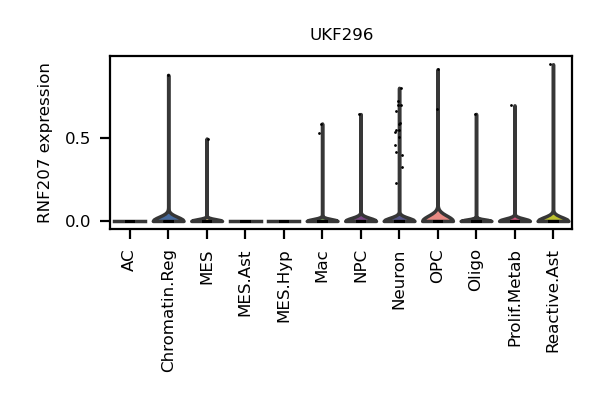 UKF296
RNF207 expression
0.5
0.0
AC
Chromatin.Reg
MES
MES.Ast
MES.Hyp
Mac
NPC
Neuron
OPC
Oligo
Prolif.Metab
Reactive.Ast